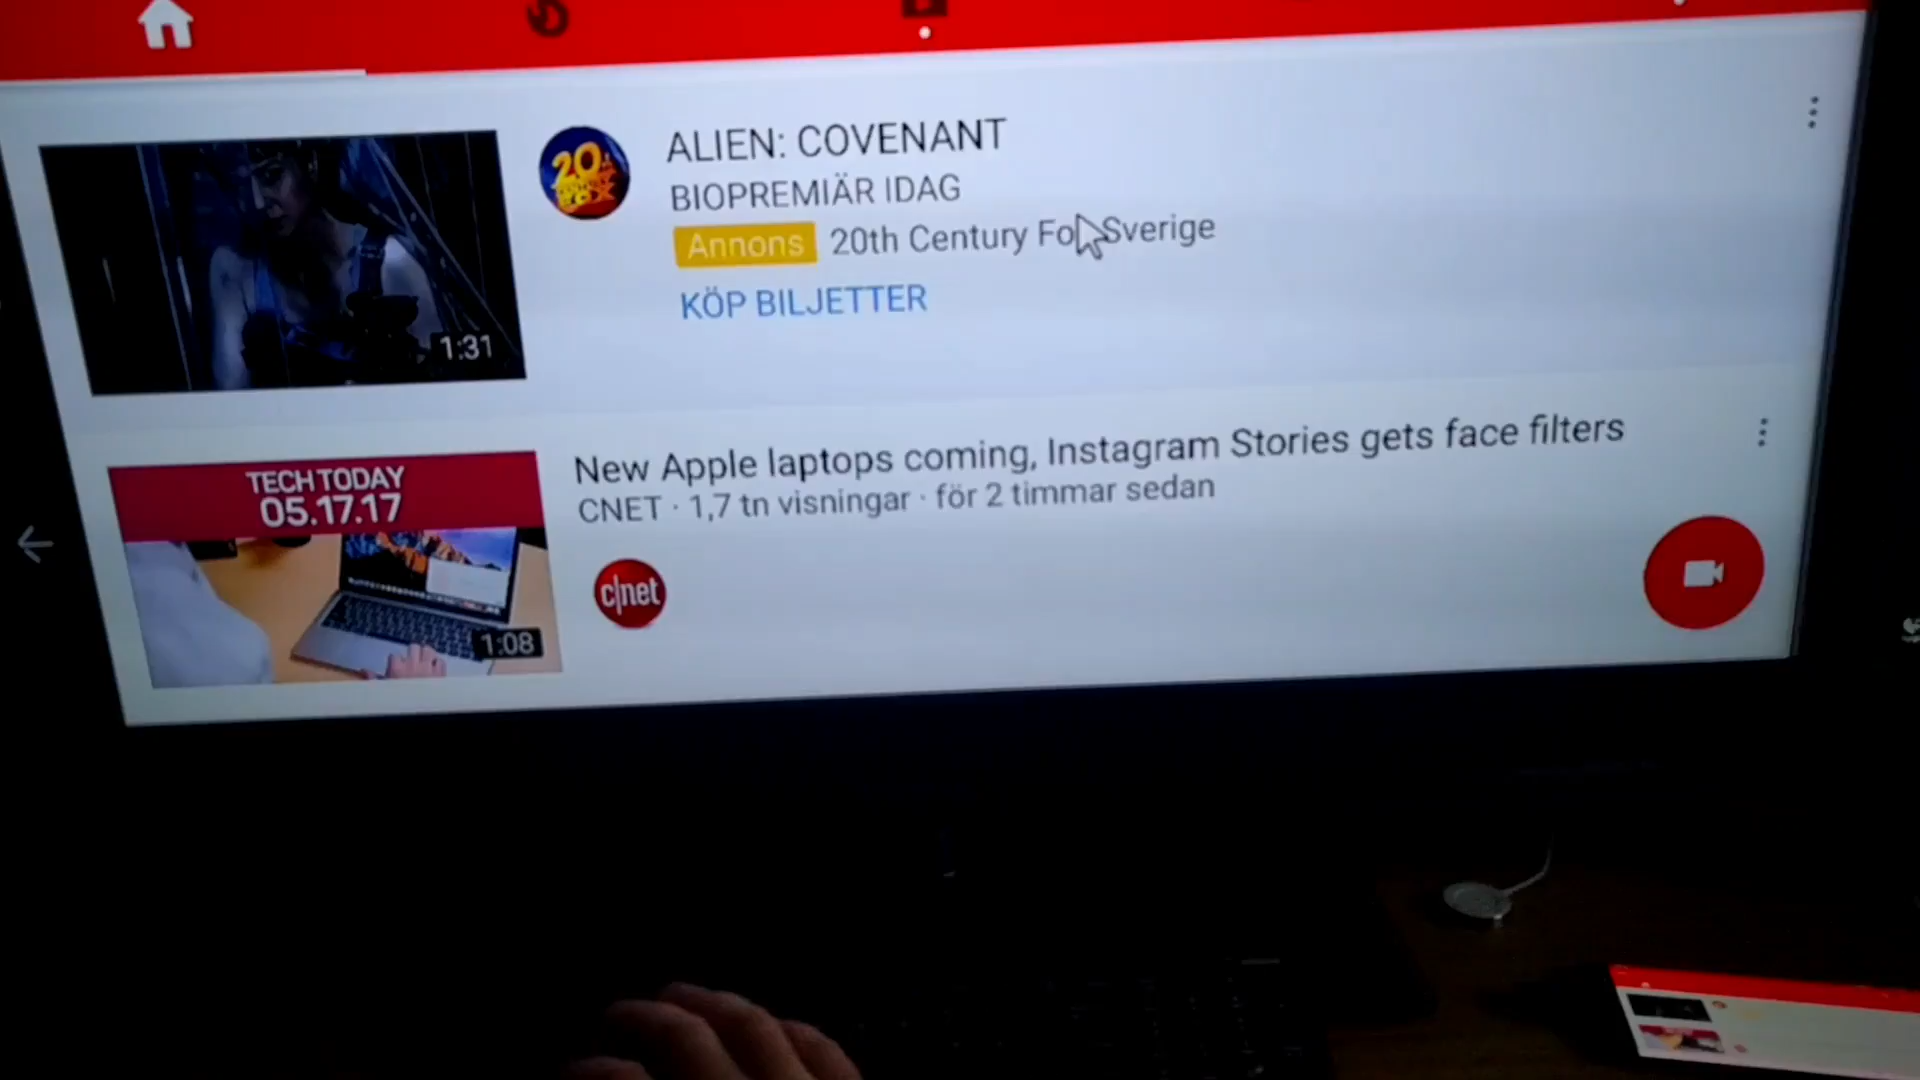 ALIEN: COVENANT
BIOPREMIÄR IDAG
Annons 20th Century Fo Sverige
KÖP BILJETTER
1:31
TECH TODAY
05.17.17
1:08
New Apple laptops coming, Instagram Stories gets face filters
CNET · 1,7 tn visningar · för 2 timmar sedan
c|net